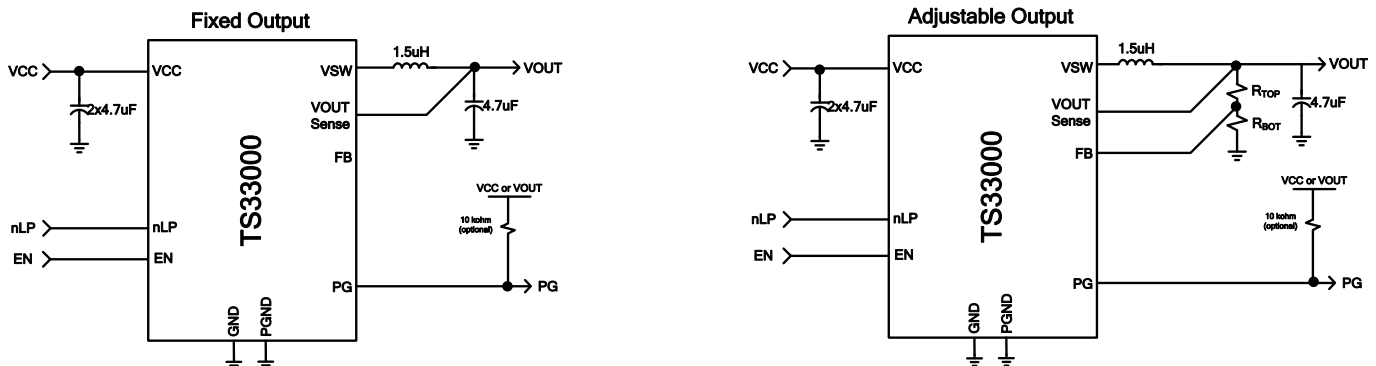 Fixed Output
1.5uH
VCC
VCC
VSW
VOUT
2x4.7uF
VOUT
Sense
4.7uF
FB
TS33000
VCC or VOUT
10 kohm
(optional)
nLP
nLP
EN
EN
PG
PG
GND
PGND
Adjustable Output
1.5uH
VCC
VCC
VSW
VOUT
RTOP
2x4.7uF
VOUT
Sense
4.7uF
RBOT
FB
TS33000
VCC or VOUT
10 kohm
(optional)
nLP
nLP
EN
EN
PG
PG
GND
PGND